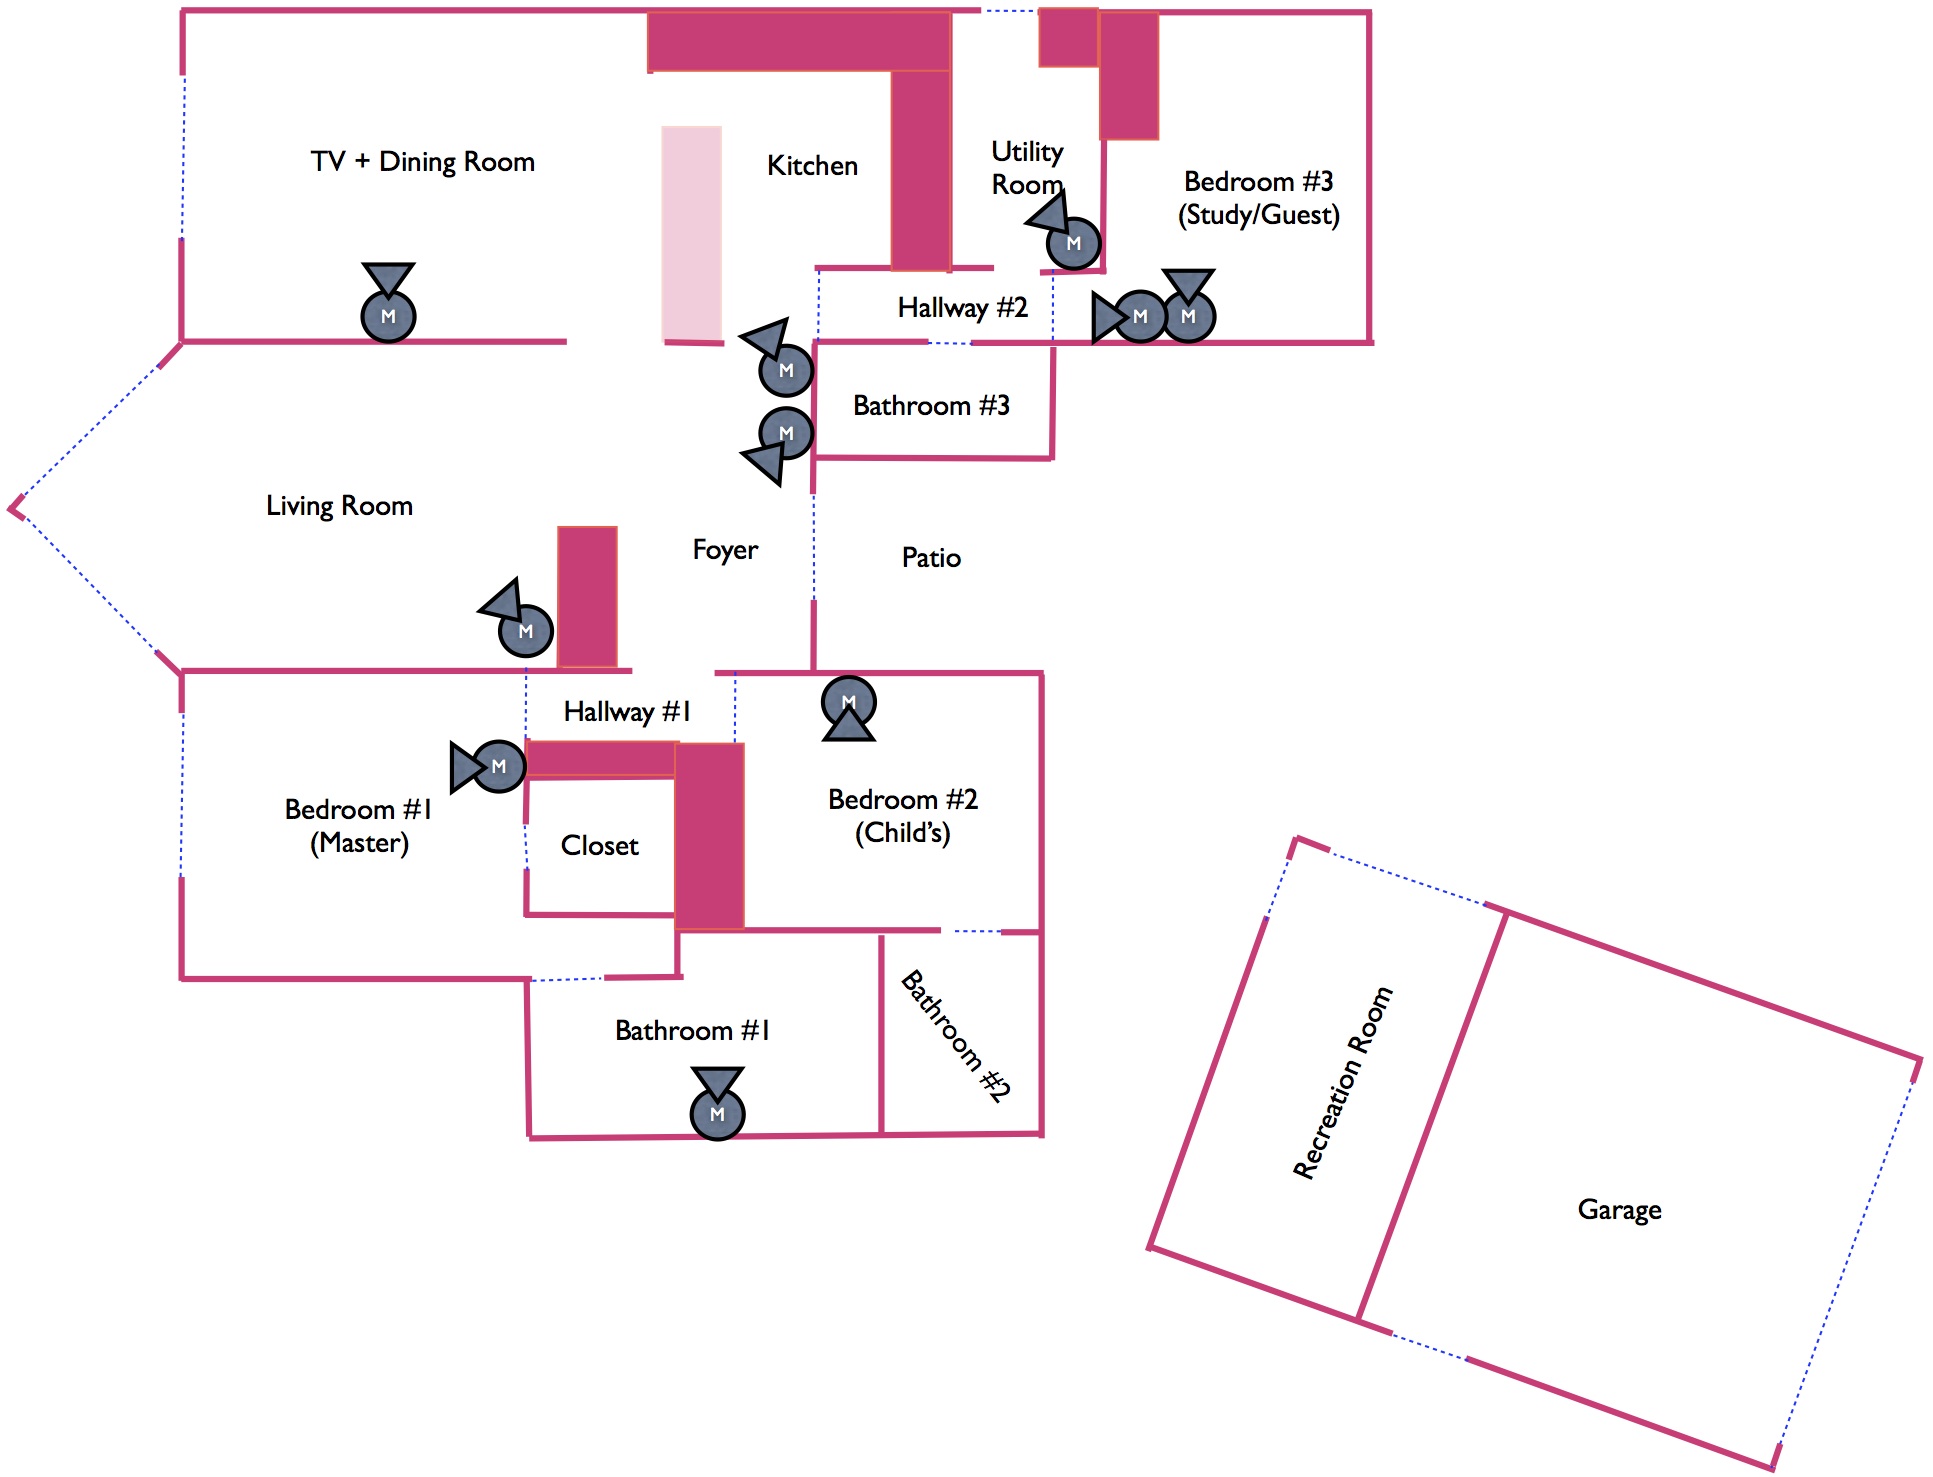 TV + Dining Room
Kitchen
Utility
Room
Bedroom #3
(Study/Guest)
M
Hallway #2
M
M
M
M
Bathroom #3
M
Living Room
Foyer
Patio
M
Hallway #1
M
M
Bedroom #1
(Master)
Closet
Bedroom #2
(Child's)
Bathroom #1
Bathroom #2
M
Recreation Room
Garage